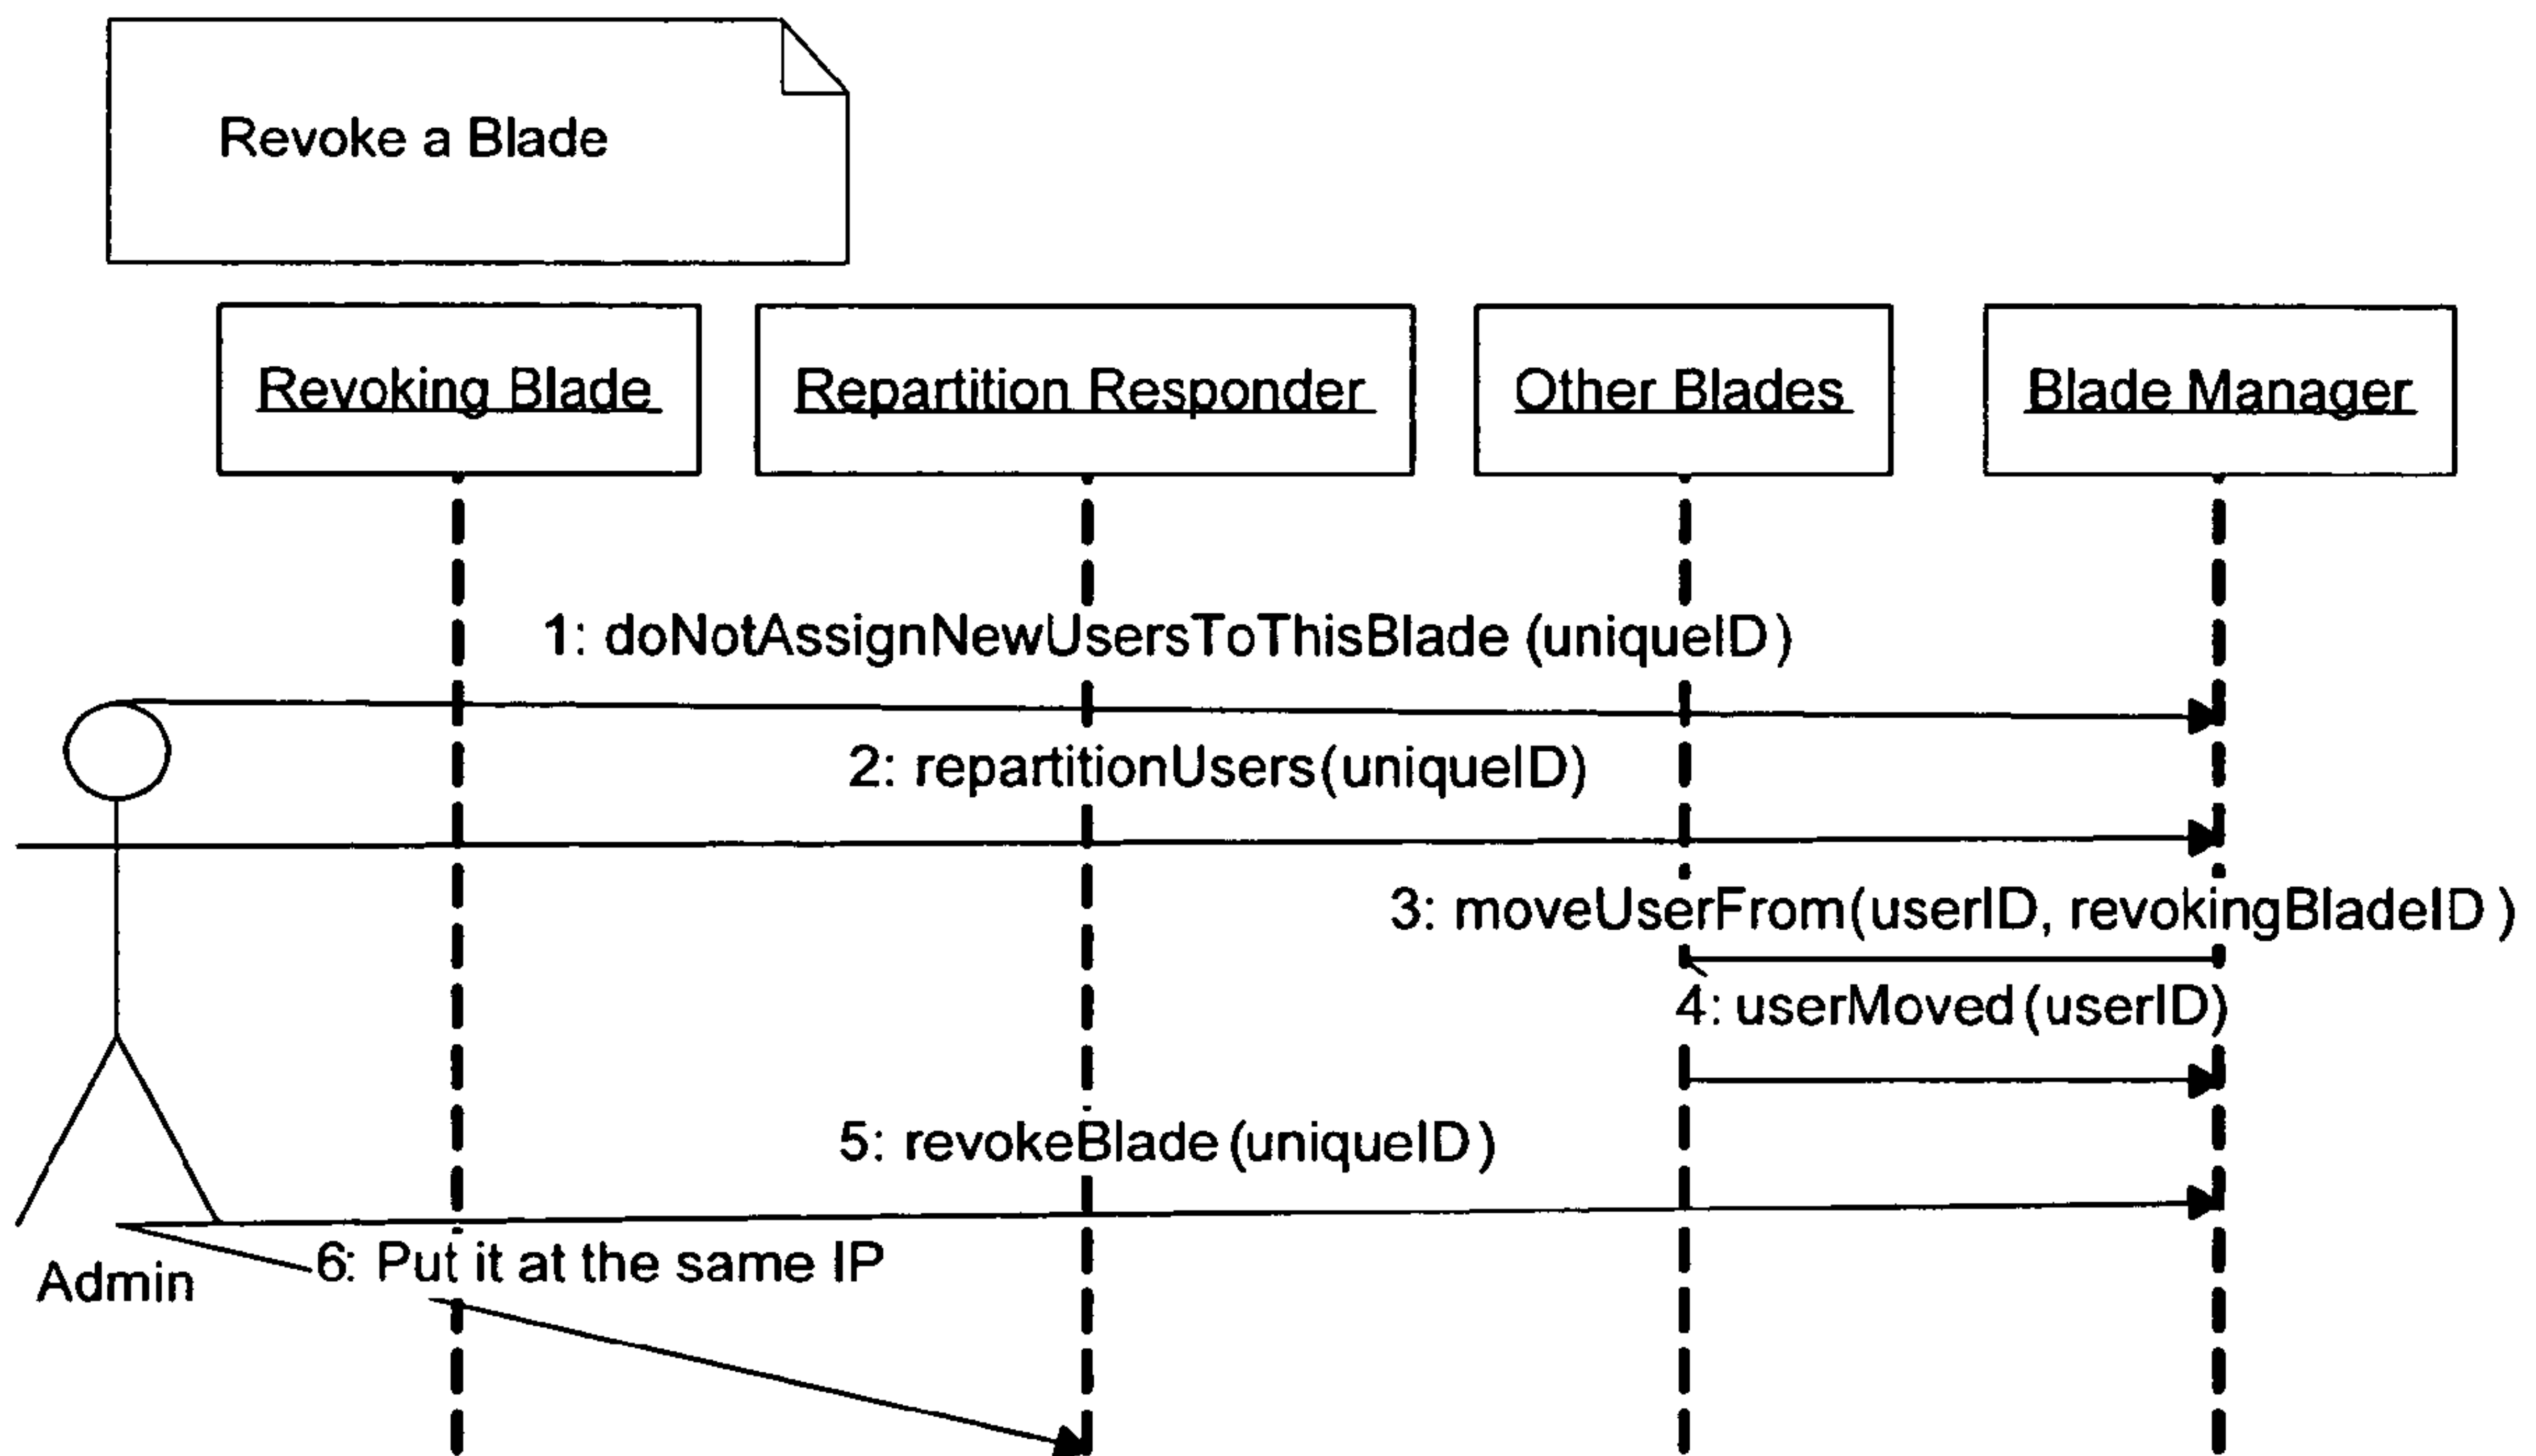 Revoke a Blade
Revoking Blade
Repartition Responder
Other Blades
Blade Manager
1: doNotAssignNewUsersToThisBlade (uniqueID)
2: repartitionUsers(uniqueID)
3: moveUserFrom(userID, revokingBladeID)
4: userMoved(userID)
5: revokeBlade(uniqueID)
6: Put it at the same IP
Admin